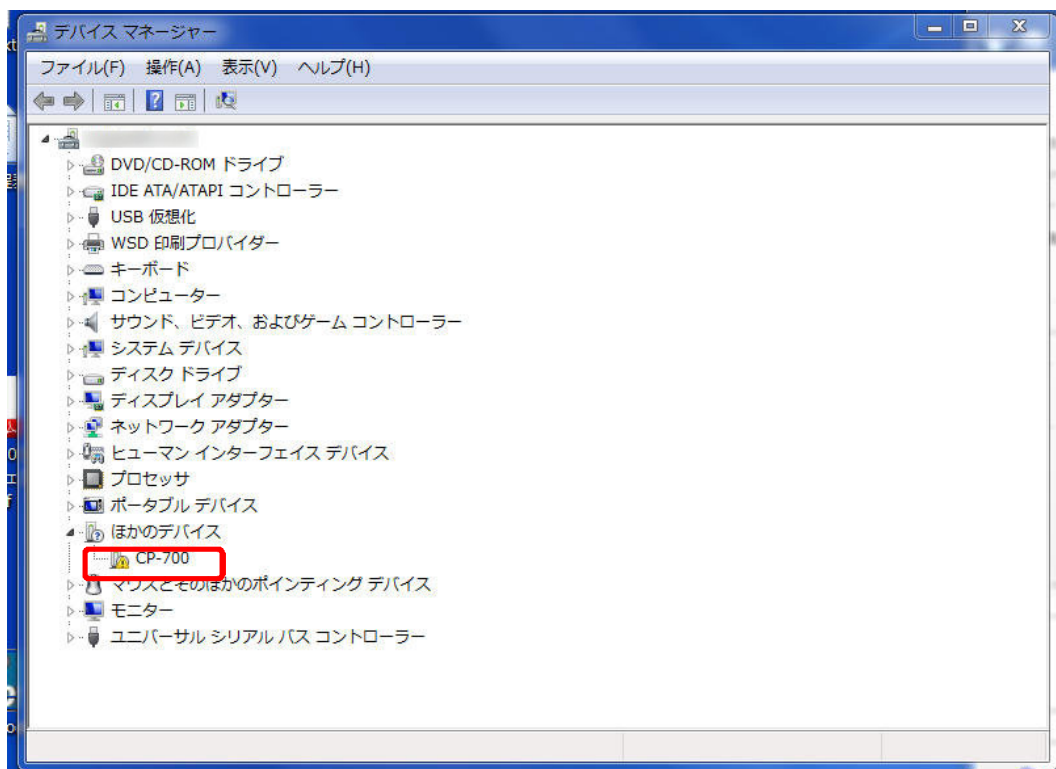 デバイス マネージャー
ファイル(F) 操作(A) 表示(V) ヘルプ(H)
DVD/CD-ROM ドライブ
IDE ATA/ATAPI コントローラー
USB 仮想化
WSD 印刷プロバイダー
キーボード
コンピューター
サウンド、ビデオ、およびゲーム コントローラー
システム デバイス
ディスク ドライブ
ディスプレイ アダプター
ネットワーク アダプター
ヒューマン インターフェイス デバイス
プロセッサ
ポータブル デバイス
ほかのデバイス
CP-700
マウスとそのほかのポインティング デバイス
モニター
ユニバーサル シリアル バス コントローラー